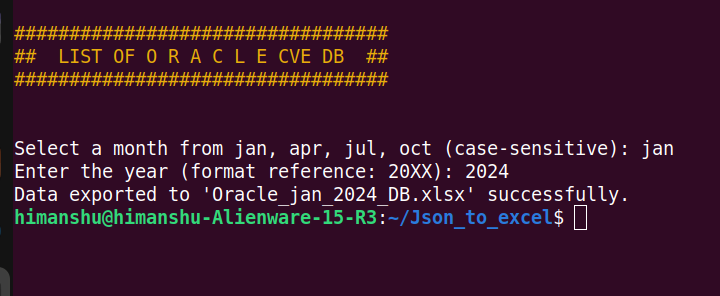 ##################################
##  LIST OF O R A C L E CVE DB  ##
##################################
Select a month from jan, apr, jul, oct (case-sensitive): jan
Enter the year (format reference: 20XX): 2024
Data exported to 'Oracle_jan_2024_DB.xlsx' successfully.
himanshu@himanshu-Alienware-15-R3:~/Json_to_excel$